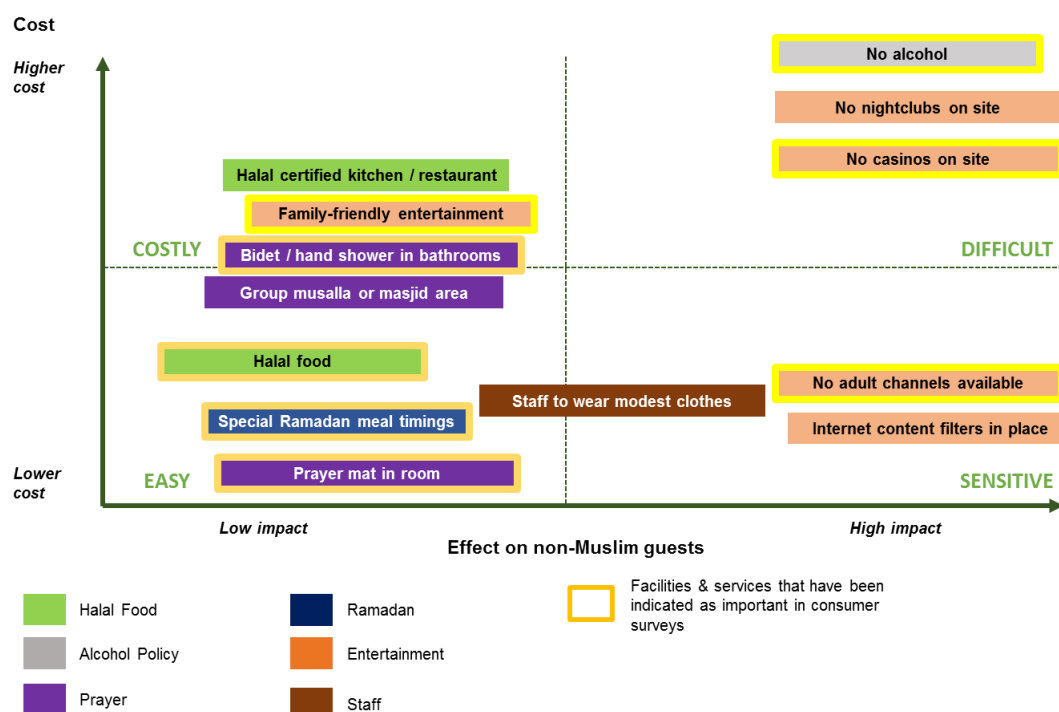 Cost
Higher
cost
No alcohol
No nightclubs on site
No casinos on site
Halal certified kitchen / restaurant
Family-friendly entertainment
COSTLY
Bidet / hand shower in bathrooms
DIFFICULT
Group musalla or masjid area
Halal food
No adult channels available
Staff to wear modest clothes
Special Ramadan meal timings
Internet content filters in place
Lower
cost
EASY
Prayer mat in room
SENSITIVE
Low impact
High impact
Effect on non-Muslim guests
Halal Food
Ramadan
Facilities & services that have been
indicated as important in consumer
surveys
Alcohol Policy
Entertainment
Prayer
Staff